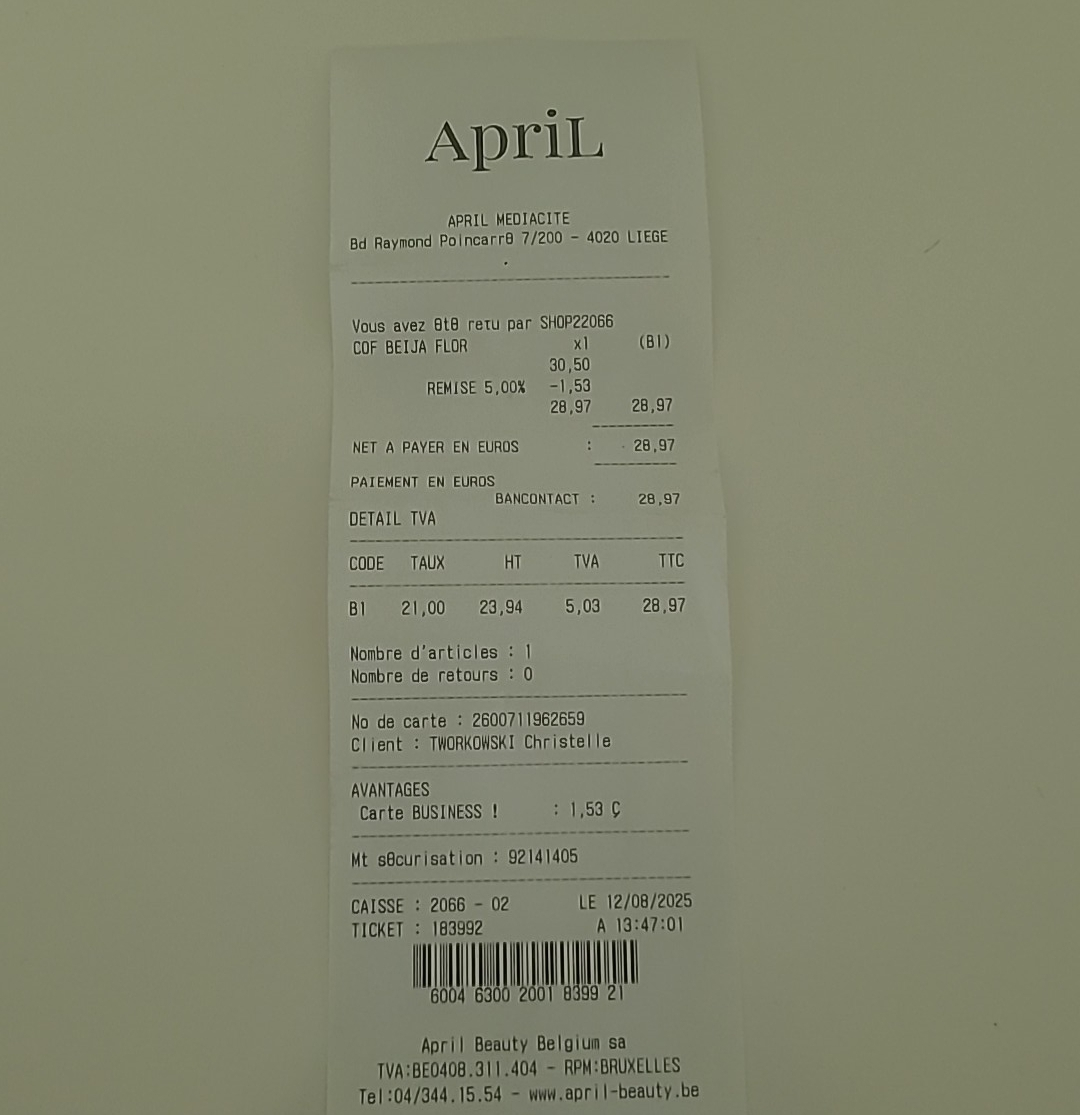 ApriL
APRIL MEDIACITE
Bd Raymond Poincarr0 7/200 - 4020 LIEGE
.
Vous avez 0t0 retu par SHOP22066
COF BEIJA FLOR x1 (B1)
30,50
REMISE 5,00% -1,53
28,97 28,97
NET A PAYER EN EUROS : 28,97
PAIEMENT EN EUROS
BANCONTACT : 28,97
DETAIL TVA
CODE TAUX HT TVA TTC
B1 21,00 23,94 5,03 28,97
Nombre d'articles : 1
Nombre de retours : 0
No de carte : 2600711962659
Client : TWORKOWSKI Christelle
AVANTAGES
Carte BUSINESS ! : 1,53 Ç
Mt s0curisation : 92141405
CAISSE : 2066 - 02 LE 12/08/2025
TICKET : 183992 A 13:47:01
6004 6300 2001 8399 21
April Beauty Belgium sa
TVA:BE0408.311.404 - RPM:BRUXELLES
Tel:04/344.15.54 - www.april-beauty.be